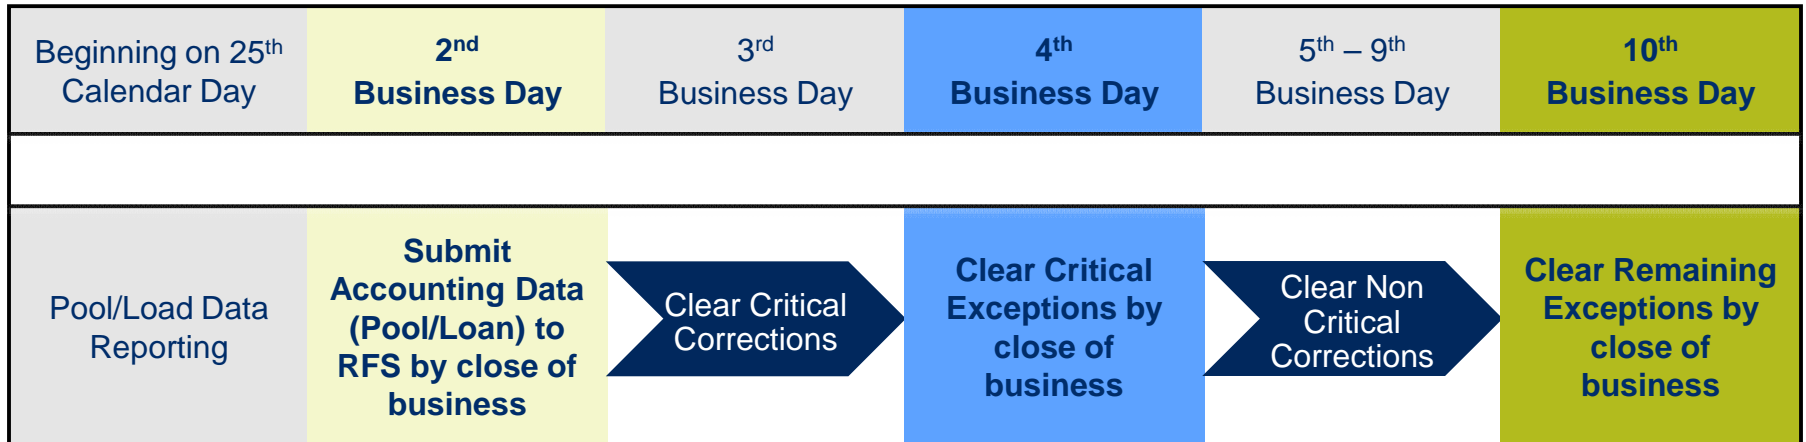 Beginning on 25th
Calendar Day
2nd
Business Day
3rd
Business Day
4th
Business Day
5th – 9th
Business Day
10th
Business Day
Pool/Load Data
Reporting
Submit
Accounting Data
(Pool/Loan) to
RFS by close of
business
Clear Critical
Corrections
Clear Critical
Exceptions by
close of
business
Clear Non
Critical
Corrections
Clear Remaining
Exceptions by
close of
business